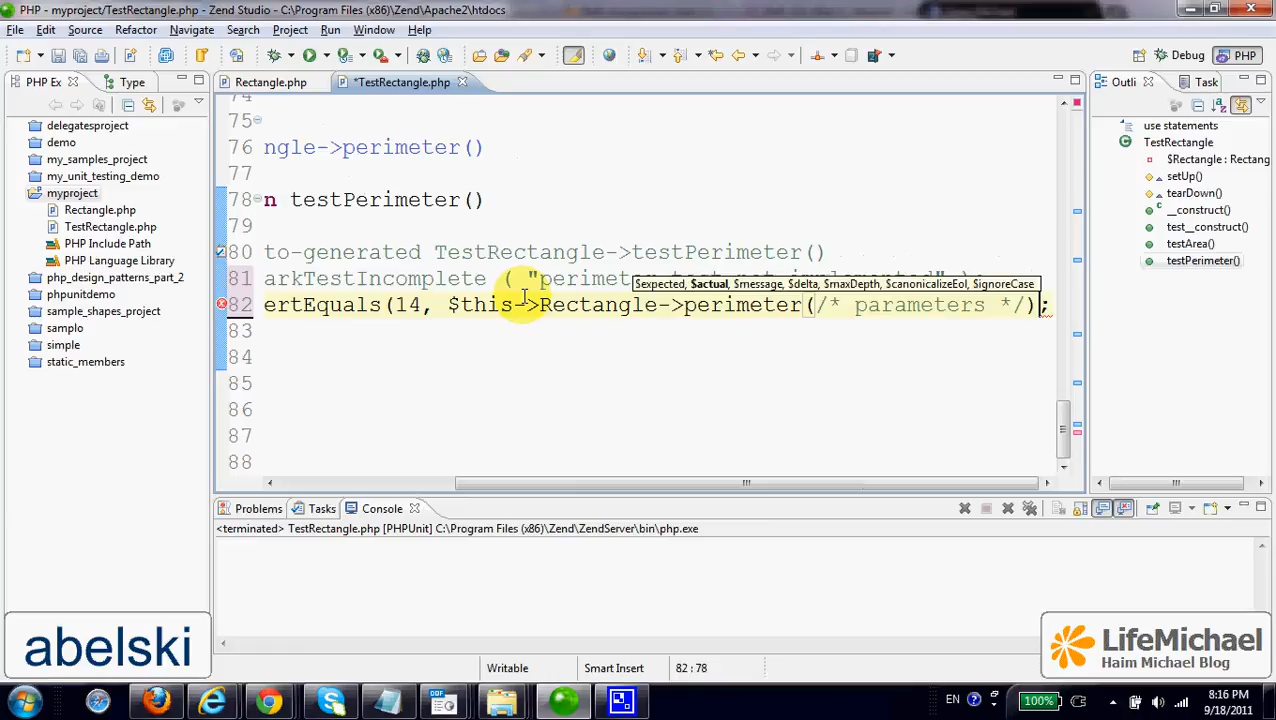 PHP - myproject/TestRectangle.php - Zend Studio - C:\Program Files (x86)\Zend\Apache2\htdocs
File Edit Source Refactor Navigate Search Project Run Window Help
Debug PHP
PHP Ex Type
Rectangle.php *TestRectangle.php
Outli Task
delegatesproject
demo
my_samples_project
my_unit_testing_demo
myproject
Rectangle.php
TestRectangle.php
PHP Include Path
PHP Language Library
php_design_patterns_part_2
phpunitdemo
sample_shapes_project
samplo
simple
static_members
74
75
76 ngle->perimeter()
77
78 n testPerimeter()
79
80 to-generated TestRectangle->testPerimeter()
81 arkTestIncomplete ( "perimeter
$expected, $actual, $message, $delta, $maxDepth, $canonicalizeEol, $ignoreCase
82 ertEquals(14, $this->Rectangle->perimeter(/* parameters */);
83
84
85
86
87
88
use statements
TestRectangle
$Rectangle : Rectang
setUp()
tearDown()
__construct()
test__construct()
testArea()
testPerimeter()
Problems Tasks Console
<terminated> TestRectangle.php [PHPUnit] C:\Program Files (x86)\Zend\ZendServer\bin\php.exe
abelski
LifeMichael
Haim Michael Blog
Writable Smart Insert 82 : 78
EN 100% 8:16 PM
9/18/2011